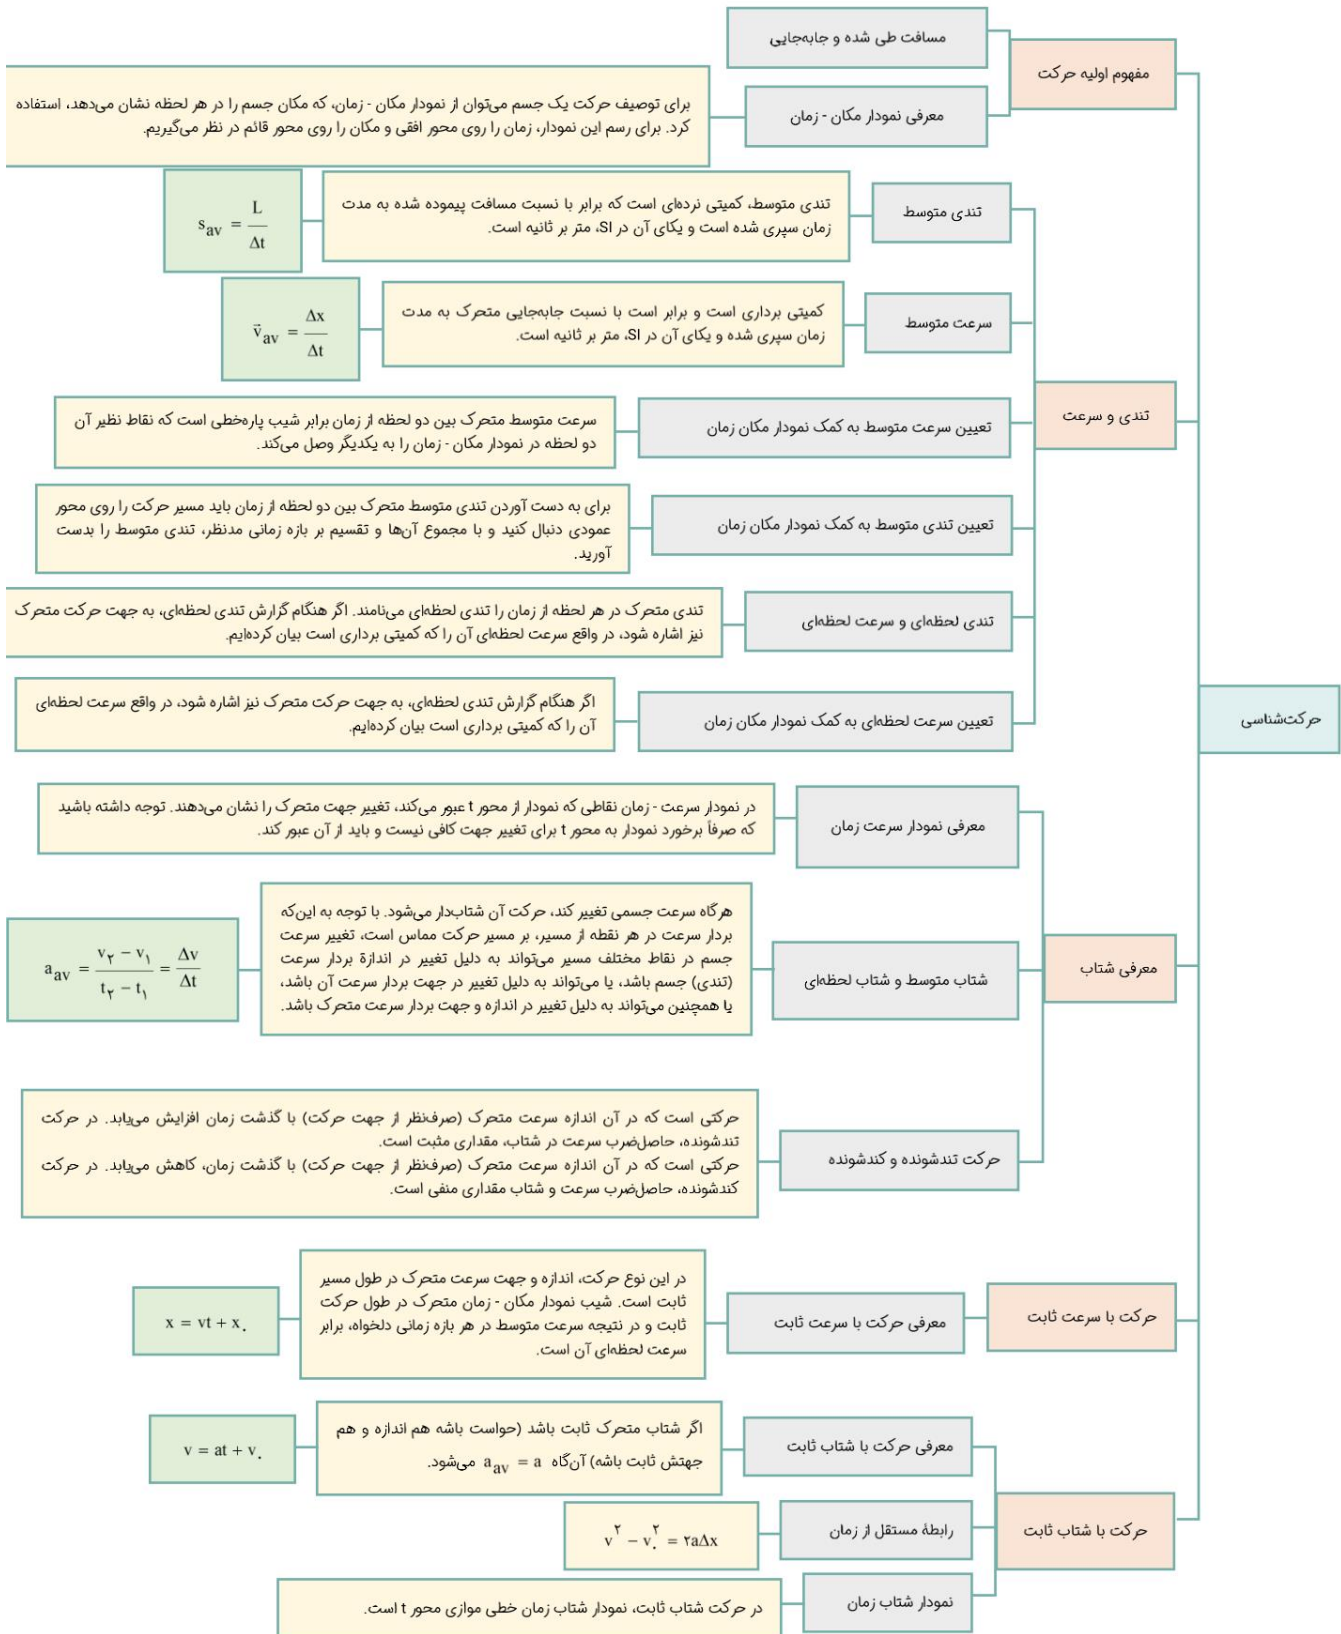 حرکت‌شناسی
مفهوم اولیه حرکت
مسافت طی شده و جابه‌جایی
معرفی نمودار مکان - زمان
برای توصیف حرکت یک جسم می‌توان از نمودار مکان - زمان، که مکان جسم را در هر لحظه نشان می‌دهد، استفاده
کرد. برای رسم این نمودار، زمان را روی محور افقی و مکان را روی محور قائم در نظر می‌گیریم.
تندی و سرعت
تندی متوسط
تندی متوسط، کمیتی نرده‌ای است که برابر با نسبت مسافت پیموده شده به مدت
زمان سپری شده است و یکای آن در SI، متر بر ثانیه است.
s_av = L / Δt
سرعت متوسط
کمیتی برداری است و برابر است با نسبت جابه‌جایی متحرک به مدت
زمان سپری شده و یکای آن در SI، متر بر ثانیه است.
v⃗_av = Δx / Δt
تعیین سرعت متوسط به کمک نمودار مکان زمان
سرعت متوسط متحرک بین دو لحظه از زمان برابر شیب پاره‌خطی است که نقاط نظیر آن
دو لحظه در نمودار مکان - زمان را به یکدیگر وصل می‌کند.
تعیین تندی متوسط به کمک نمودار مکان زمان
برای به دست آوردن تندی متوسط متحرک بین دو لحظه از زمان باید مسیر حرکت را روی محور
عمودی دنبال کنید و با مجموع آن‌ها و تقسیم بر بازه زمانی مدنظر، تندی متوسط را بدست
آورید.
تندی لحظه‌ای و سرعت لحظه‌ای
تندی متحرک در هر لحظه از زمان را تندی لحظه‌ای می‌نامند. اگر هنگام گزارش تندی لحظه‌ای، به جهت حرکت متحرک
نیز اشاره شود، در واقع سرعت لحظه‌ای آن را که کمیتی برداری است بیان کرده‌ایم.
تعیین سرعت لحظه‌ای به کمک نمودار مکان زمان
اگر هنگام گزارش تندی لحظه‌ای، به جهت حرکت متحرک نیز اشاره شود، در واقع سرعت لحظه‌ای
آن را که کمیتی برداری است بیان کرده‌ایم.
معرفی شتاب
معرفی نمودار سرعت زمان
در نمودار سرعت - زمان نقاطی که نمودار از محور t عبور می‌کند، تغییر جهت متحرک را نشان می‌دهند. توجه داشته باشید
که صرفاً برخورد نمودار به محور t برای تغییر جهت کافی نیست و باید از آن عبور کند.
شتاب متوسط و شتاب لحظه‌ای
هرگاه سرعت جسمی تغییر کند، حرکت آن شتاب‌دار می‌شود. با توجه به این‌که
بردار سرعت در هر نقطه از مسیر، بر مسیر حرکت مماس است، تغییر سرعت
جسم در نقاط مختلف مسیر می‌تواند به دلیل تغییر در اندازهٔ بردار سرعت
(تندی) جسم باشد، یا می‌تواند به دلیل تغییر در جهت بردار سرعت آن باشد،
یا همچنین می‌تواند به دلیل تغییر در اندازه و جهت بردار سرعت متحرک باشد.
a_av = (v_۲ − v_۱) / (t_۲ − t_۱) = Δv / Δt
حرکت تندشونده و کندشونده
حرکتی است که در آن اندازه سرعت متحرک (صرف‌نظر از جهت حرکت) با گذشت زمان افزایش می‌یابد. در حرکت
تندشونده، حاصل‌ضرب سرعت در شتاب، مقداری مثبت است.
حرکتی است که در آن اندازه سرعت متحرک (صرف‌نظر از جهت حرکت) با گذشت زمان، کاهش می‌یابد. در حرکت
کندشونده، حاصل‌ضرب سرعت و شتاب مقداری منفی است.
حرکت با سرعت ثابت
معرفی حرکت با سرعت ثابت
در این نوع حرکت، اندازه و جهت سرعت متحرک در طول مسیر
ثابت است. شیب نمودار مکان - زمان متحرک در طول حرکت
ثابت و در نتیجه سرعت متوسط در هر بازه زمانی دلخواه، برابر
سرعت لحظه‌ای آن است.
x = vt + x_۰
حرکت با شتاب ثابت
معرفی حرکت با شتاب ثابت
اگر شتاب متحرک ثابت باشد (حواست باشه هم اندازه و هم
جهتش ثابت باشه) آن‌گاه a_av = a می‌شود.
v = at + v_۰
رابطهٔ مستقل از زمان
v^۲ − v_۰^۲ = ۲aΔx
نمودار شتاب زمان
در حرکت شتاب ثابت، نمودار شتاب زمان خطی موازی محور t است.